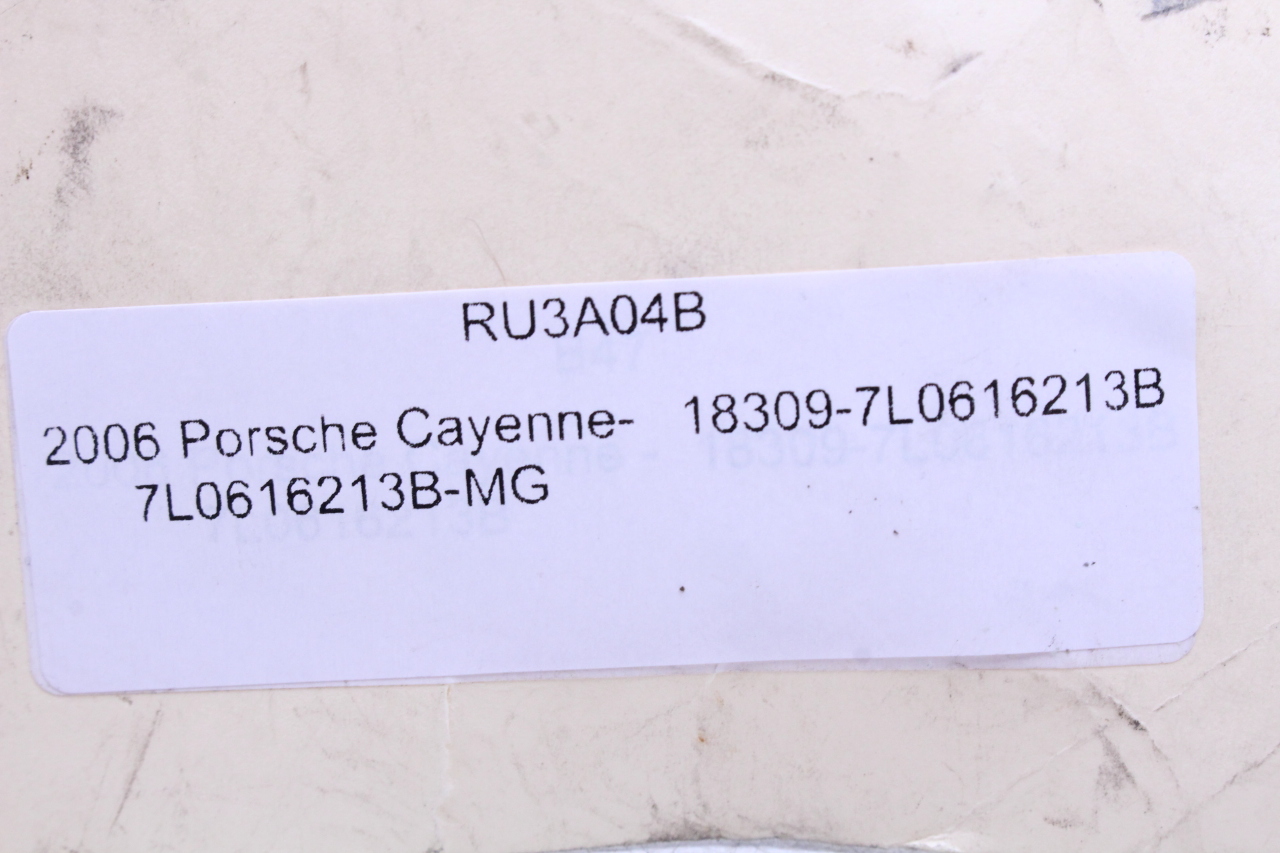 RU3A04B
2006 Porsche Cayenne- 18309-7L0616213B
7L0616213B-MG